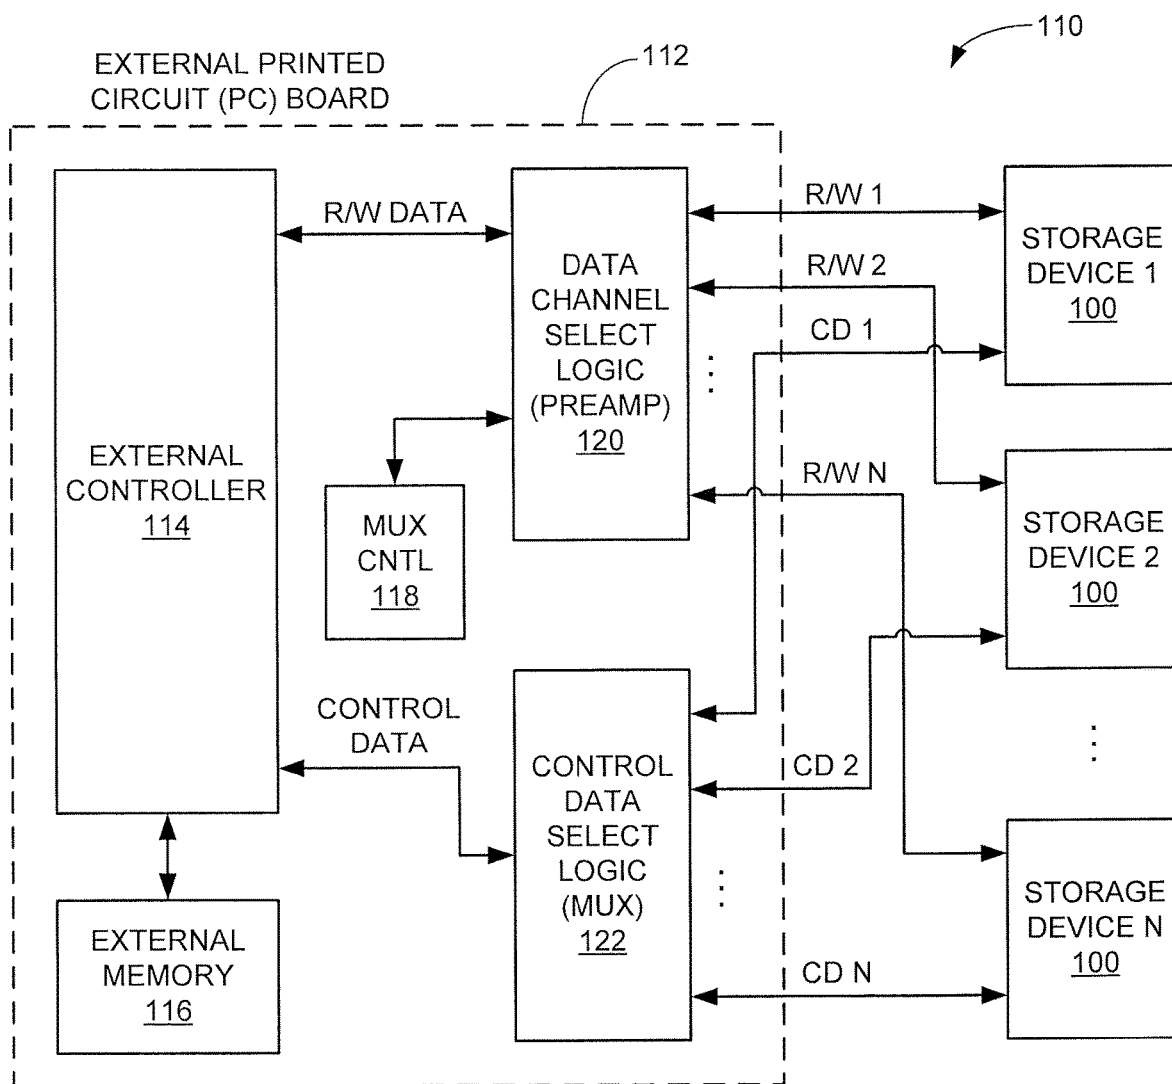 110
112
EXTERNAL PRINTED
CIRCUIT (PC) BOARD
EXTERNAL
CONTROLLER
114
R/W DATA
DATA
CHANNEL
SELECT
LOGIC
(PREAMP)
120
MUX
CNTL
118
CONTROL
DATA
CONTROL
DATA
SELECT
LOGIC
(MUX)
122
EXTERNAL
MEMORY
116
R/W 1
R/W 2
CD 1
R/W N
CD 2
CD N
STORAGE
DEVICE 1
100
STORAGE
DEVICE 2
100
STORAGE
DEVICE N
100